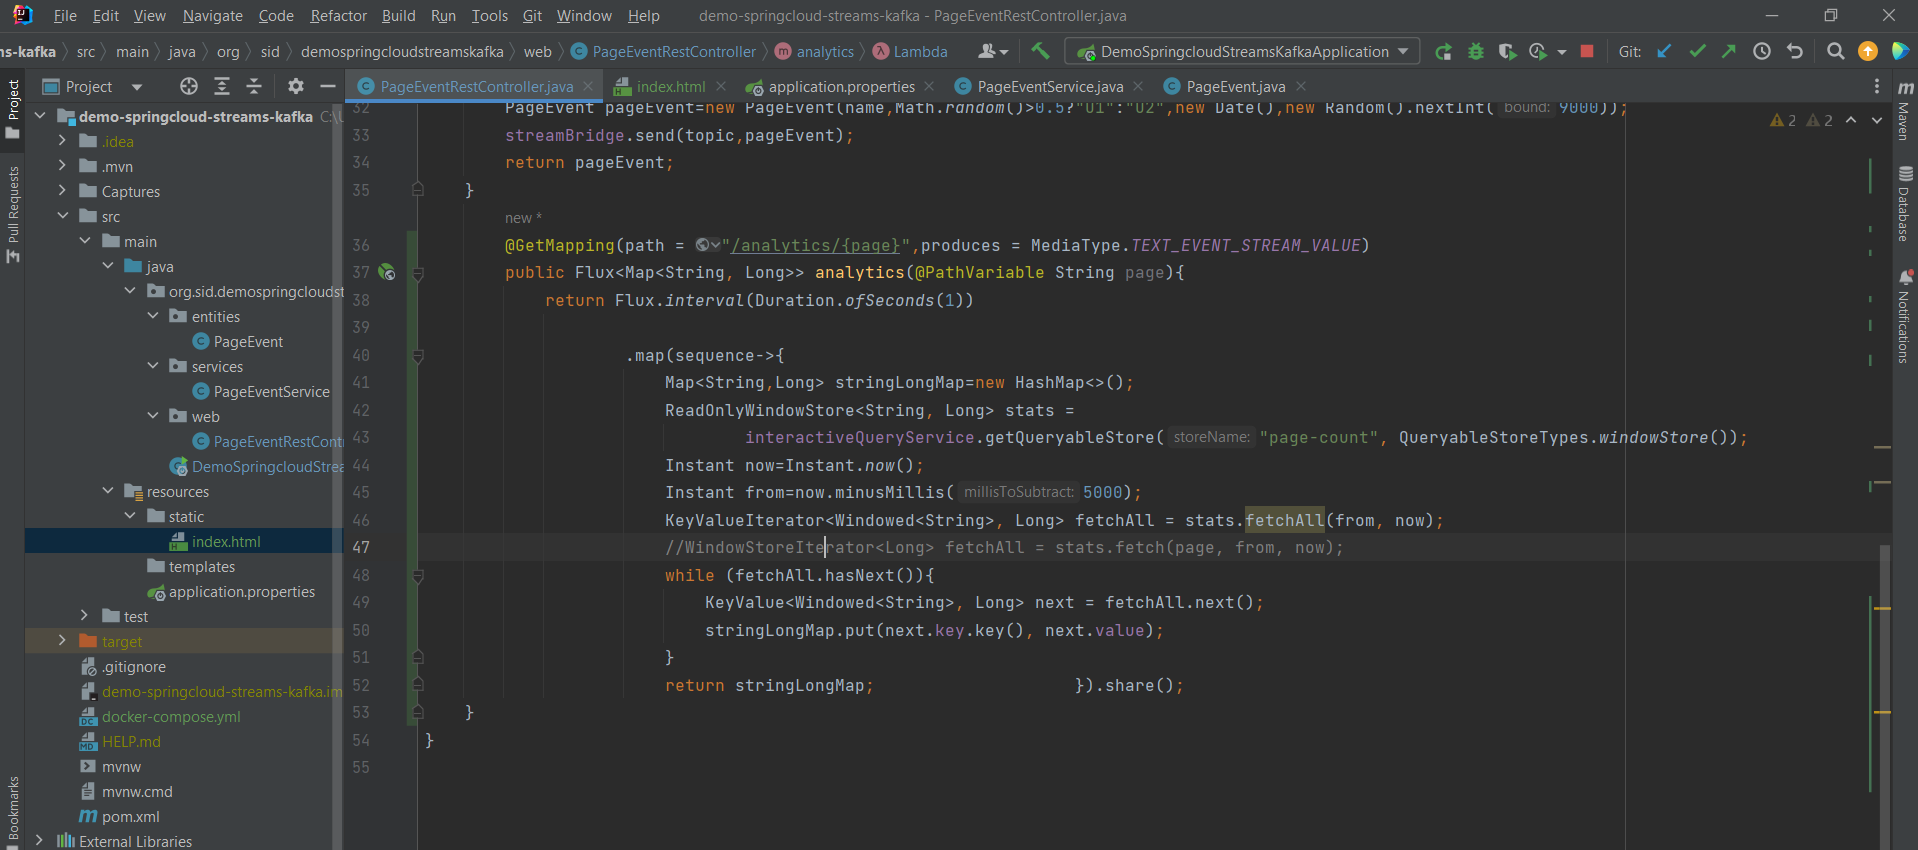 File Edit View Navigate Code Refactor Build Run Tools Git Window Help demo-springcloud-streams-kafka - PageEventRestController.java
ms-kafka src main java org sid demospringcloudstreamskafka web PageEventRestController analytics Lambda DemoSpringcloudStreamsKafkaApplication Git:
Project PageEventRestController.java index.html application.properties PageEventService.java PageEvent.java
Project
Pull Requests
Bookmarks
demo-springcloud-streams-kafka C:\U
.idea
.mvn
Captures
src
main
java
org.sid.demospringcloudst
entities
PageEvent
services
PageEventService
web
PageEventRestContr
DemoSpringcloudStrea
resources
static
index.html
templates
application.properties
test
target
.gitignore
demo-springcloud-streams-kafka.im
docker-compose.yml
HELP.md
mvnw
mvnw.cmd
pom.xml
External Libraries
32 PageEvent pageEvent=new PageEvent(name,Math.random()>0.5?"U1":"U2",new Date(),new Random().nextInt( bound: 9000));
2 2
33 streamBridge.send(topic,pageEvent);
34 return pageEvent;
35 }
new *
36 @GetMapping(path = "/analytics/{page}",produces = MediaType.TEXT_EVENT_STREAM_VALUE)
37 public Flux<Map<String, Long>> analytics(@PathVariable String page){
38 return Flux.interval(Duration.ofSeconds(1))
39
40 .map(sequence->{
41 Map<String,Long> stringLongMap=new HashMap<>();
42 ReadOnlyWindowStore<String, Long> stats =
43 interactiveQueryService.getQueryableStore( storeName: "page-count", QueryableStoreTypes.windowStore());
44 Instant now=Instant.now();
45 Instant from=now.minusMillis( millisToSubtract: 5000);
46 KeyValueIterator<Windowed<String>, Long> fetchAll = stats.fetchAll(from, now);
47 //WindowStoreIterator<Long> fetchAll = stats.fetch(page, from, now);
48 while (fetchAll.hasNext()){
49 KeyValue<Windowed<String>, Long> next = fetchAll.next();
50 stringLongMap.put(next.key.key(), next.value);
51 }
52 return stringLongMap; }).share();
53 }
54 }
55
Maven
Database
Notifications